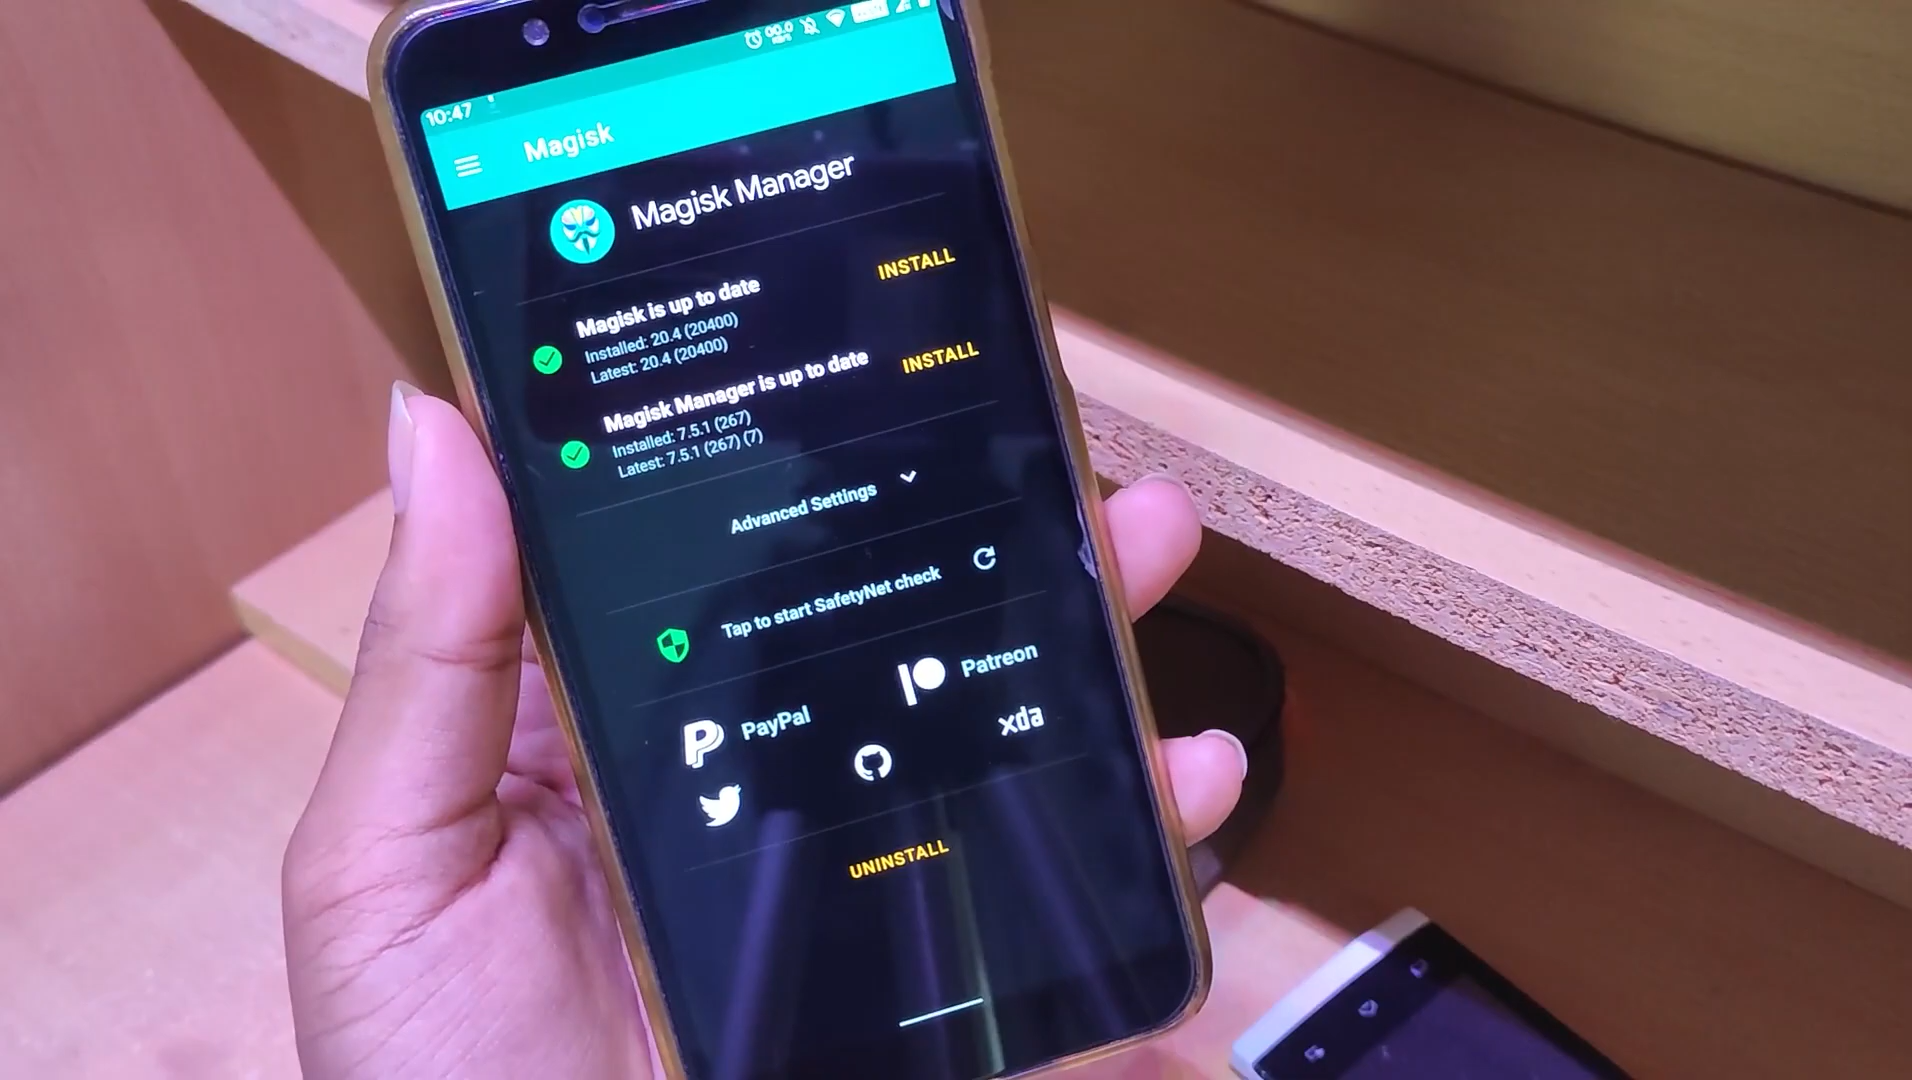 10:47
00.0
Magisk
Magisk Manager
Magisk is up to date
Installed: 20.4 (20400)
Latest: 20.4 (20400)
INSTALL
Magisk Manager is up to date
Installed: 7.5.1 (267)
Latest: 7.5.1 (267) (7)
INSTALL
Advanced Settings
Tap to start SafetyNet check
PayPal
Patreon
xda
UNINSTALL